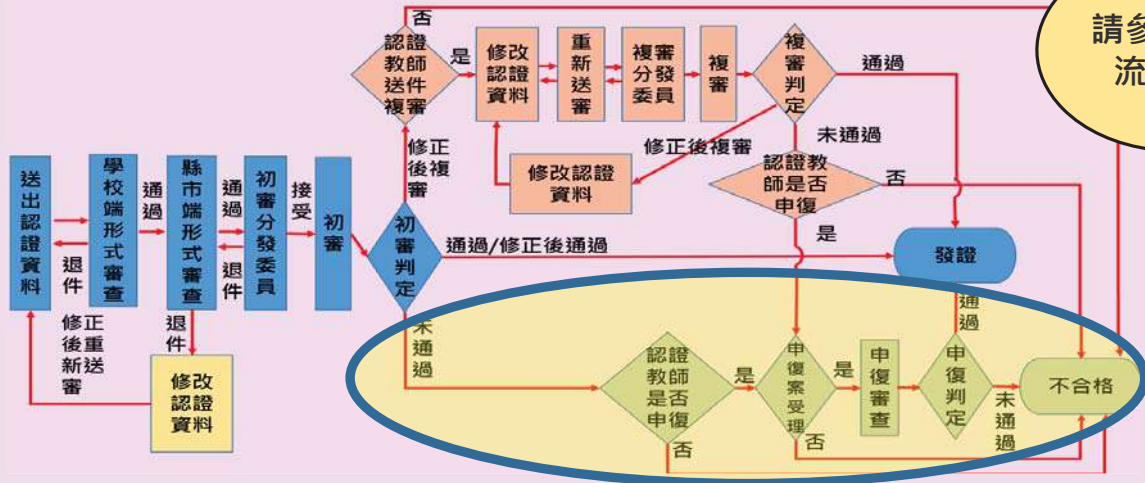 請參
流
否
認證
教師
送件
複審
是
修改
認證
資料
重新送審
複審
分發
委員
複審
複審判定
通過
未通過
修正後複審
修改認證
資料
認證教
師是否
申復
否
是
修正
後複
審
送出認證資料
退件
學校端形式審查
通過
縣市端形式審查
通過
退件
初審分發委員
接受
初審
初審判定
通過/修正後通過
發證
修正
後重
新送
審
退件
修改
認證
資料
未通過
認證
教師
是否
申復
是
否
申復案受理
是
否
申復審查
申復判定
通過
未通過
不合格